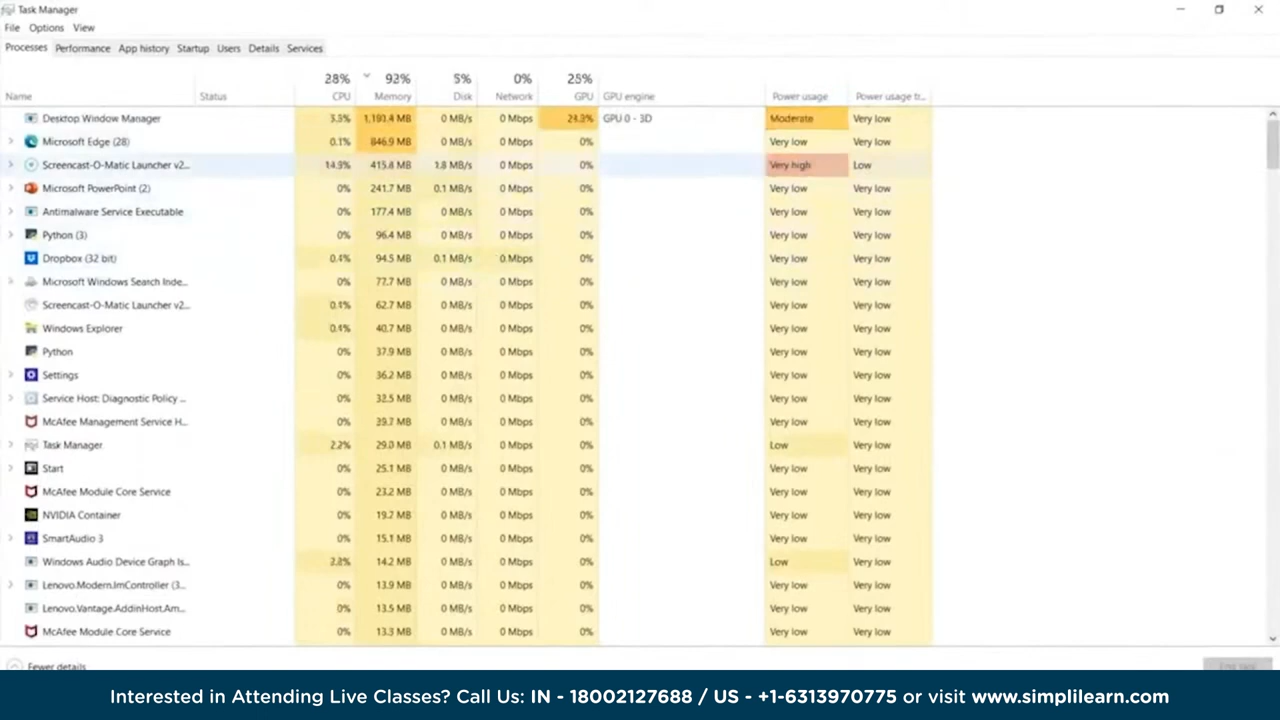 Task Manager
File Options View
Processes Performance App history Startup Users Details Services
28% 92% 5% 0% 25%
Name Status CPU Memory Disk Network GPU GPU engine Power usage Power usage tr...
Desktop Window Manager 3.3% 1,193.4 MB 0 MB/s 0 Mbps 24.3% GPU 0 - 3D Moderate Very low
Microsoft Edge (28) 0.1% 846.9 MB 0 MB/s 0 Mbps 0% Very low Very low
Screencast-O-Matic Launcher v2... 14.9% 415.8 MB 1.8 MB/s 0 Mbps 0% Very high Low
Microsoft PowerPoint (2) 0% 241.7 MB 0.1 MB/s 0 Mbps 0% Very low Very low
Antimalware Service Executable 0% 177.4 MB 0 MB/s 0 Mbps 0% Very low Very low
Python (3) 0% 96.4 MB 0 MB/s 0 Mbps 0% Very low Very low
Dropbox (32 bit) 0.4% 94.5 MB 0.1 MB/s 0 Mbps 0% Very low Very low
Microsoft Windows Search Inde... 0% 77.7 MB 0 MB/s 0 Mbps 0% Very low Very low
Screencast-O-Matic Launcher v2... 0.1% 62.7 MB 0 MB/s 0 Mbps 0% Very low Very low
Windows Explorer 0.4% 40.7 MB 0 MB/s 0 Mbps 0% Very low Very low
Python 0% 37.9 MB 0 MB/s 0 Mbps 0% Very low Very low
Settings 0% 36.2 MB 0 MB/s 0 Mbps 0% Very low Very low
Service Host: Diagnostic Policy ... 0% 32.5 MB 0 MB/s 0 Mbps 0% Very low Very low
McAfee Management Service H... 0% 0 MB/s 0 Mbps 0% Very low Very low
Task Manager 2.2% 29.0 MB 0.1 MB/s 0 Mbps 0% Low Very low
Start 0% 25.1 MB 0 MB/s 0 Mbps 0% Very low Very low
McAfee Module Core Service 0% 23.2 MB 0 MB/s 0 Mbps 0% Very low Very low
NVIDIA Container 0% 19.7 MB 0 MB/s 0 Mbps 0% Very low Very low
SmartAudio 3 0% 15.1 MB 0 MB/s 0 Mbps 0% Very low Very low
Windows Audio Device Graph Is... 14.2 MB 0 MB/s 0 Mbps 0% Low Very low
Lenovo.Modern.ImController (3... 0% 13.9 MB 0 MB/s 0 Mbps 0% Very low Very low
Lenovo.Vantage.AddinHost.Am... 0% 13.5 MB 0 MB/s 0 Mbps 0% Very low Very low
McAfee Module Core Service 0% 13.3 MB 0 MB/s 0 Mbps 0% Very low Very low
Fewer details End task
Interested in Attending Live Classes? Call Us: IN - 18002127688 / US - +1-6313970775 or visit www.simplilearn.com